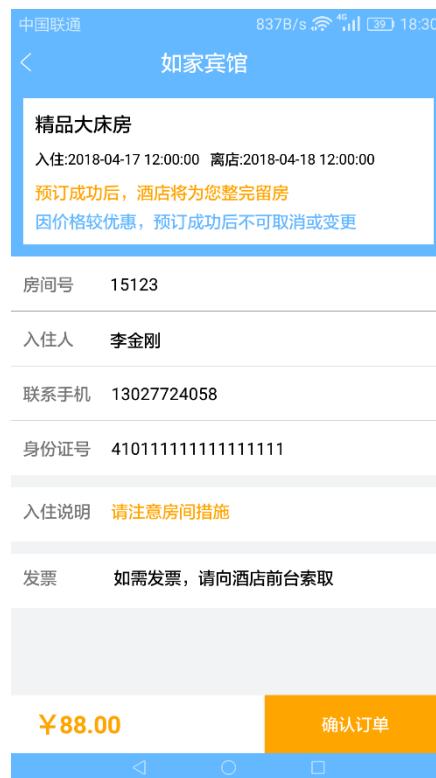 中国联通 837B/s 4G 39 18:30
如家宾馆
精品大床房
入住:2018-04-17 12:00:00 离店:2018-04-18 12:00:00
预订成功后，酒店将为您整完留房
因价格较优惠，预订成功后不可取消或变更
房间号 15123
入住人 李金刚
联系手机 13027724058
身份证号 410111111111111111
入住说明 请注意房间措施
发票 如需发票，请向酒店前台索取
￥88.00 确认订单